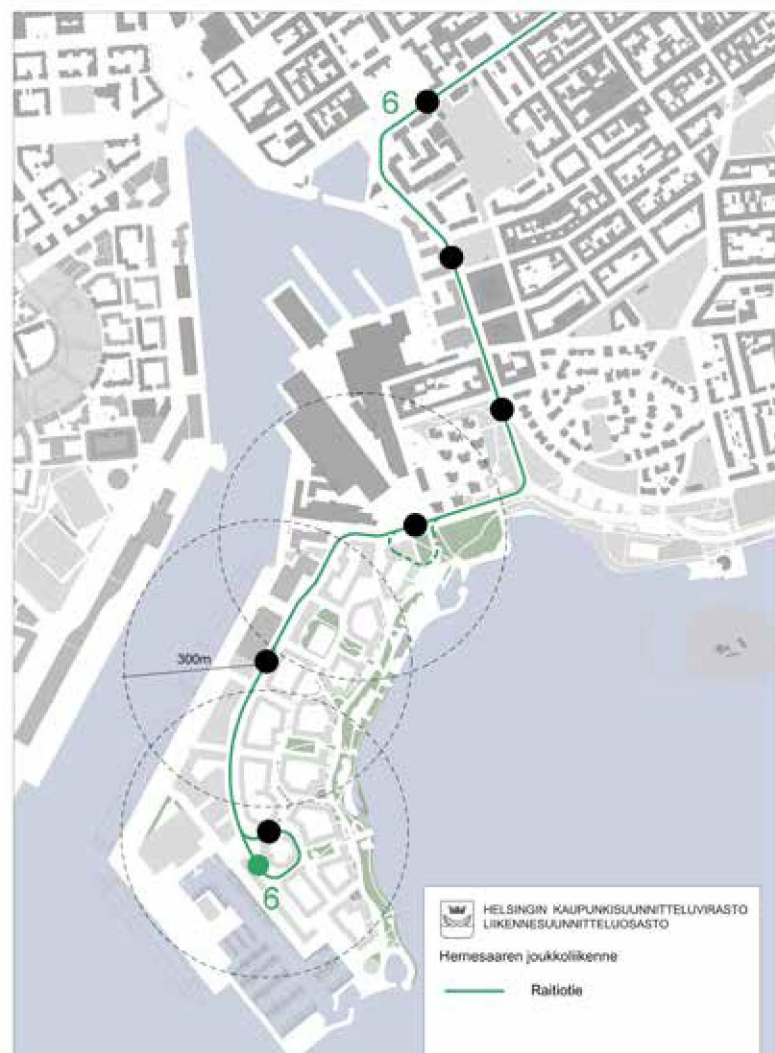 6
300m
6
HELSINGIN KAUPUNKISUUNNITTELUVIRASTO
LIIKENNESUUNNITTELUOSASTO
Hernesaaren joukkoliikenne
Raitiotie